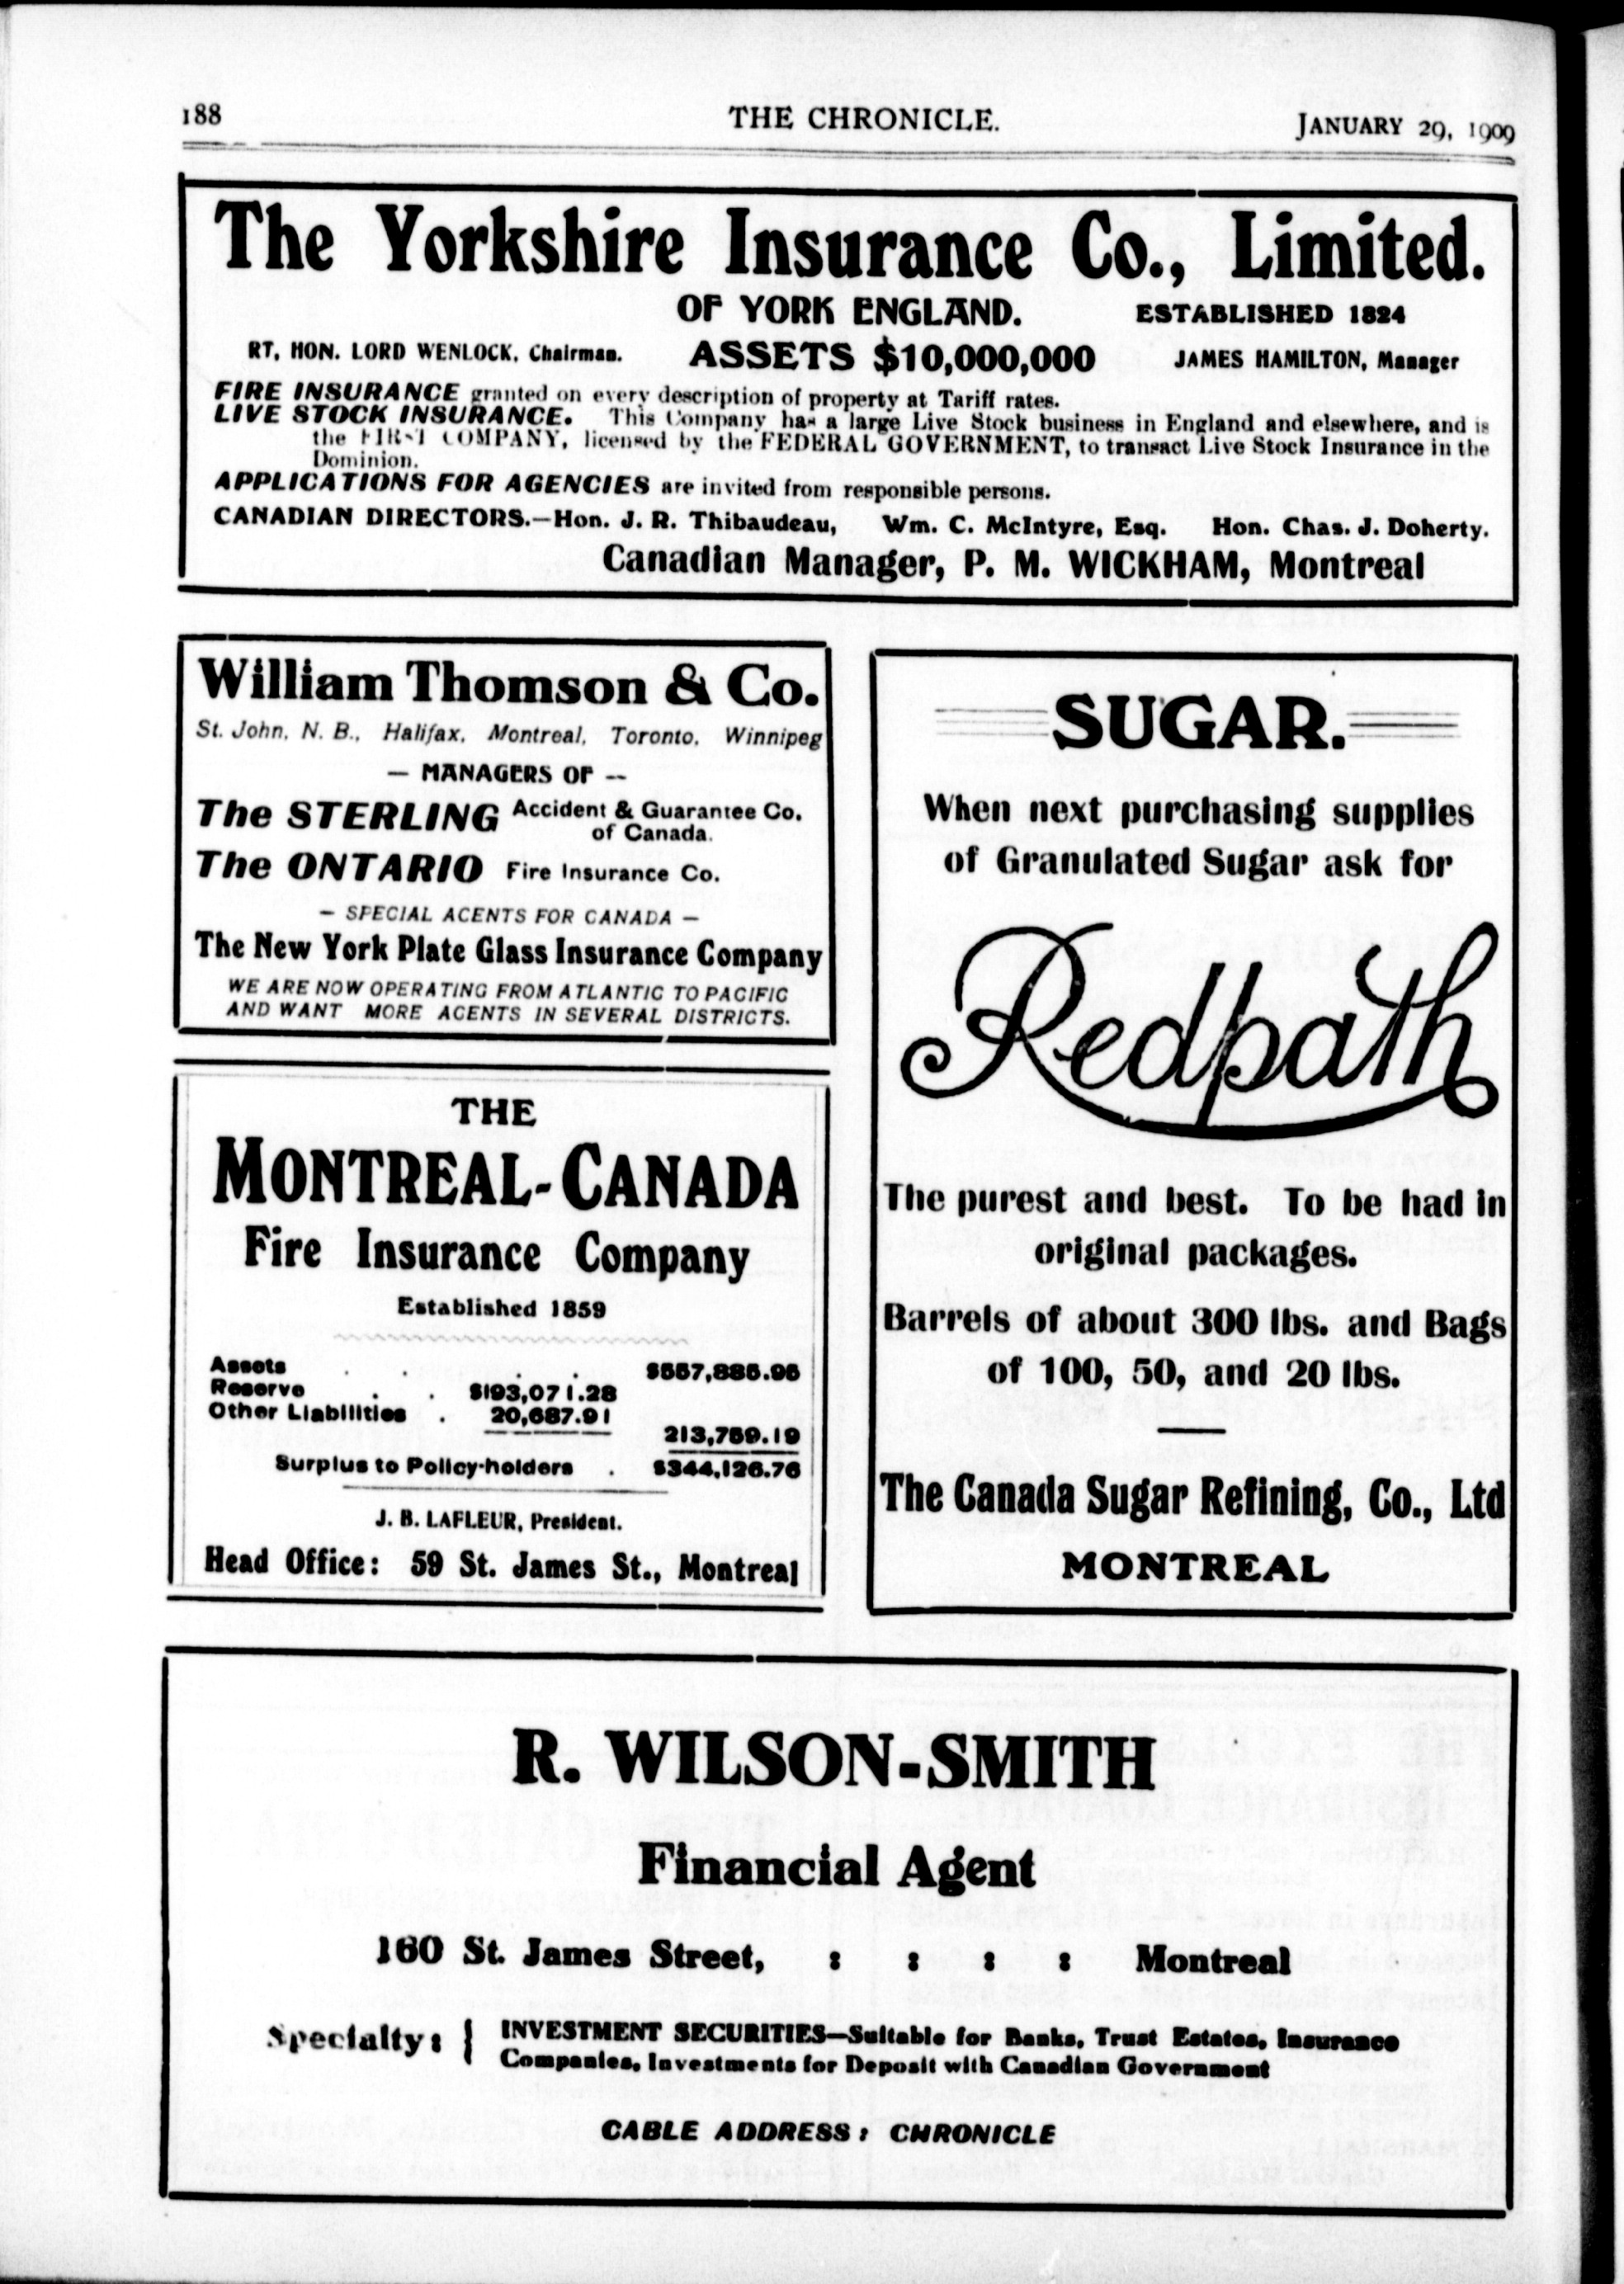 188 THE CHRONICLE. JANUARY 29, 1909
The Yorkshire Insurance Co., Limited.
OF YORK ENGLAND. ESTABLISHED 1824
RT. HON. LORD WENLOCK, Chairman. ASSETS $10,000,000 JAMES HAMILTON, Manager
FIRE INSURANCE granted on every description of property at Tariff rates.
LIVE STOCK INSURANCE. This Company has a large Live Stock business in England and elsewhere, and is
the FIRST COMPANY, licensed by the FEDERAL GOVERNMENT, to transact Live Stock Insurance in the
Dominion.
APPLICATIONS FOR AGENCIES are invited from responsible persons.
CANADIAN DIRECTORS.—Hon. J. R. Thibaudeau, Wm. C. McIntyre, Esq. Hon. Chas. J. Doherty.
Canadian Manager, P. M. WICKHAM, Montreal
William Thomson & Co.
St. John, N. B., Halifax, Montreal, Toronto, Winnipeg
— MANAGERS OF —
The STERLING Accident & Guarantee Co.
of Canada.
The ONTARIO Fire Insurance Co.
— SPECIAL AGENTS FOR CANADA —
The New York Plate Glass Insurance Company
WE ARE NOW OPERATING FROM ATLANTIC TO PACIFIC
AND WANT MORE AGENTS IN SEVERAL DISTRICTS.
THE
MONTREAL-CANADA
Fire Insurance Company
Established 1859
Assets . . . . $557,885.95
Reserve . . $193,071.28
Other Liabilities . 20,687.91
213,759.19
Surplus to Policy-holders . $344,126.76
J. B. LAFLEUR, President.
Head Office: 59 St. James St., Montreal
SUGAR.
When next purchasing supplies
of Granulated Sugar ask for
Redpath
The purest and best. To be had in
original packages.
Barrels of about 300 lbs. and Bags
of 100, 50, and 20 lbs.
The Canada Sugar Refining, Co., Ltd
MONTREAL
R. WILSON-SMITH
Financial Agent
160 St. James Street, : : : : Montreal
Specialty: { INVESTMENT SECURITIES—Suitable for Banks, Trust Estates, Insurance
Companies, Investments for Deposit with Canadian Government
CABLE ADDRESS: CHRONICLE